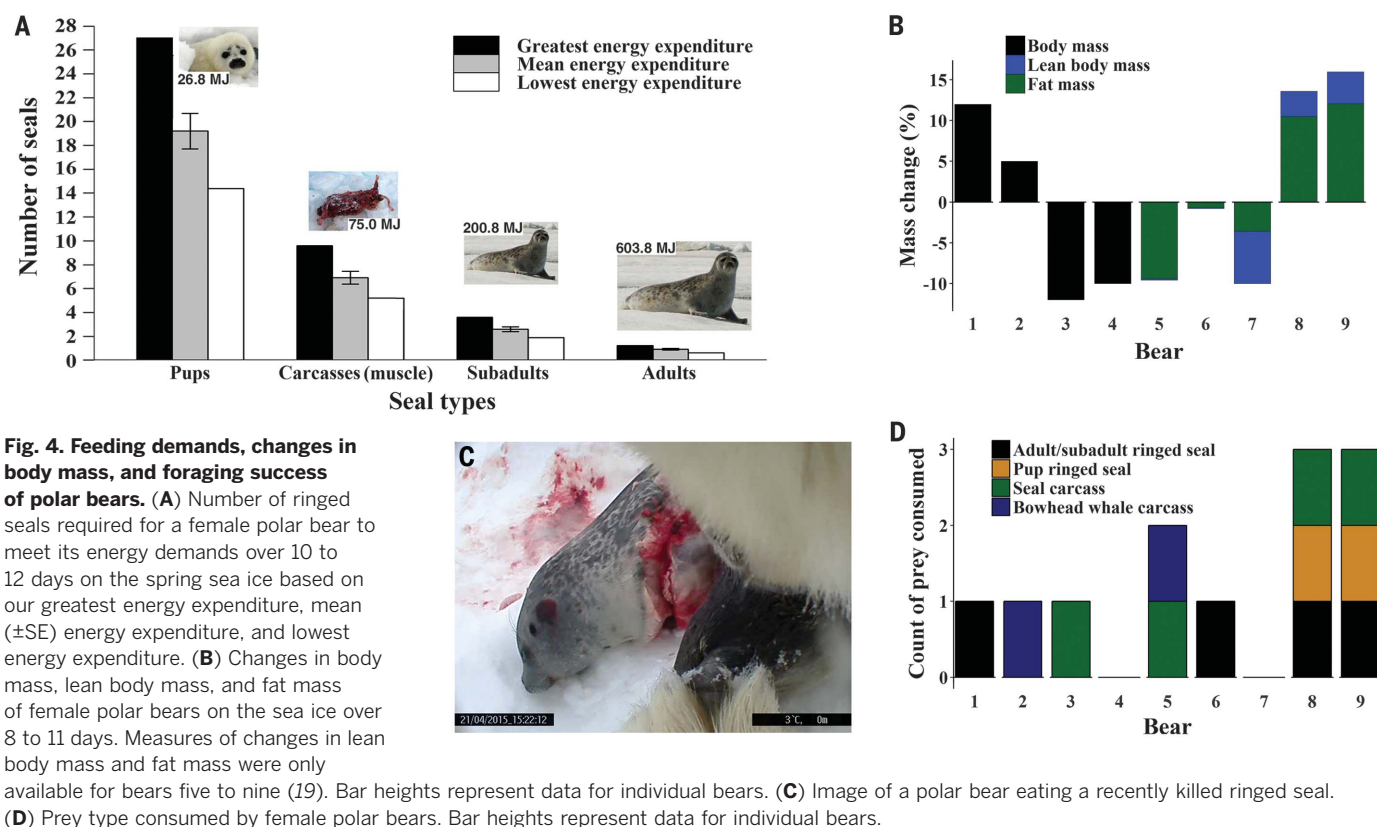 A
Number of seals
28
26
24
22
20
18
16
14
12
10
8
6
4
2
0
26.8 MJ
75.0 MJ
200.8 MJ
603.8 MJ
Greatest energy expenditure
Mean energy expenditure
Lowest energy expenditure
Pups Carcasses (muscle) Subadults Adults
Seal types
B
Body mass
Lean body mass
Fat mass
Mass change (%)
15
10
5
0
-5
-10
1 2 3 4 5 6 7 8 9
Bear
Fig. 4. Feeding demands, changes in
body mass, and foraging success
of polar bears. (A) Number of ringed
seals required for a female polar bear to
meet its energy demands over 10 to
12 days on the spring sea ice based on
our greatest energy expenditure, mean
(±SE) energy expenditure, and lowest
energy expenditure. (B) Changes in body
mass, lean body mass, and fat mass
of female polar bears on the sea ice over
8 to 11 days. Measures of changes in lean
body mass and fat mass were only
available for bears five to nine (19). Bar heights represent data for individual bears. (C) Image of a polar bear eating a recently killed ringed seal.
(D) Prey type consumed by female polar bears. Bar heights represent data for individual bears.
C
21/04/2015_15:22:12
3°C, 0m
D
Adult/subadult ringed seal
Pup ringed seal
Seal carcass
Bowhead whale carcass
Count of prey consumed
3
2
1
0
1 2 3 4 5 6 7 8 9
Bear